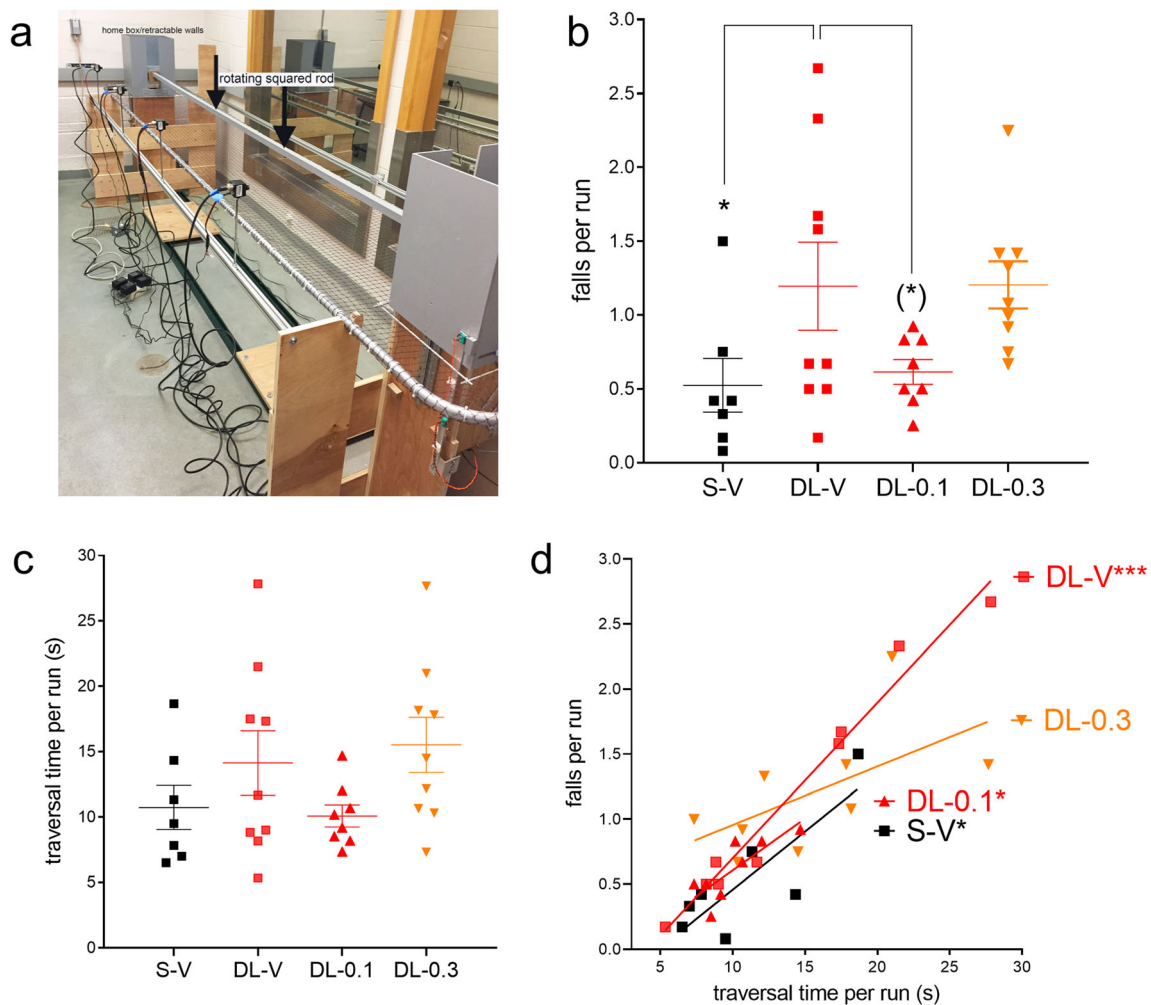 a
home box/retractable walls
rotating squared rod
b
falls per run
3.0
2.5
2.0
1.5
1.0
0.5
0.0
*
(*)
S-V DL-V DL-0.1 DL-0.3
c
traversal time per run (s)
30
25
20
15
10
5
0
S-V DL-V DL-0.1 DL-0.3
d
falls per run
3.0
2.5
2.0
1.5
1.0
0.5
0.0
DL-V***
DL-0.3
DL-0.1*
S-V*
5 10 15 20 25 30
traversal time per run (s)